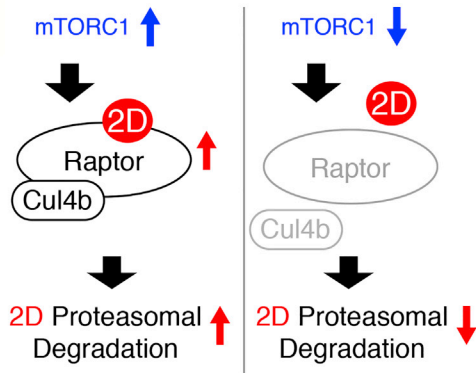 mTORC1
2D
Raptor
Cul4b
2D Proteasomal
Degradation
mTORC1
2D
Raptor
Cul4b
2D Proteasomal
Degradation